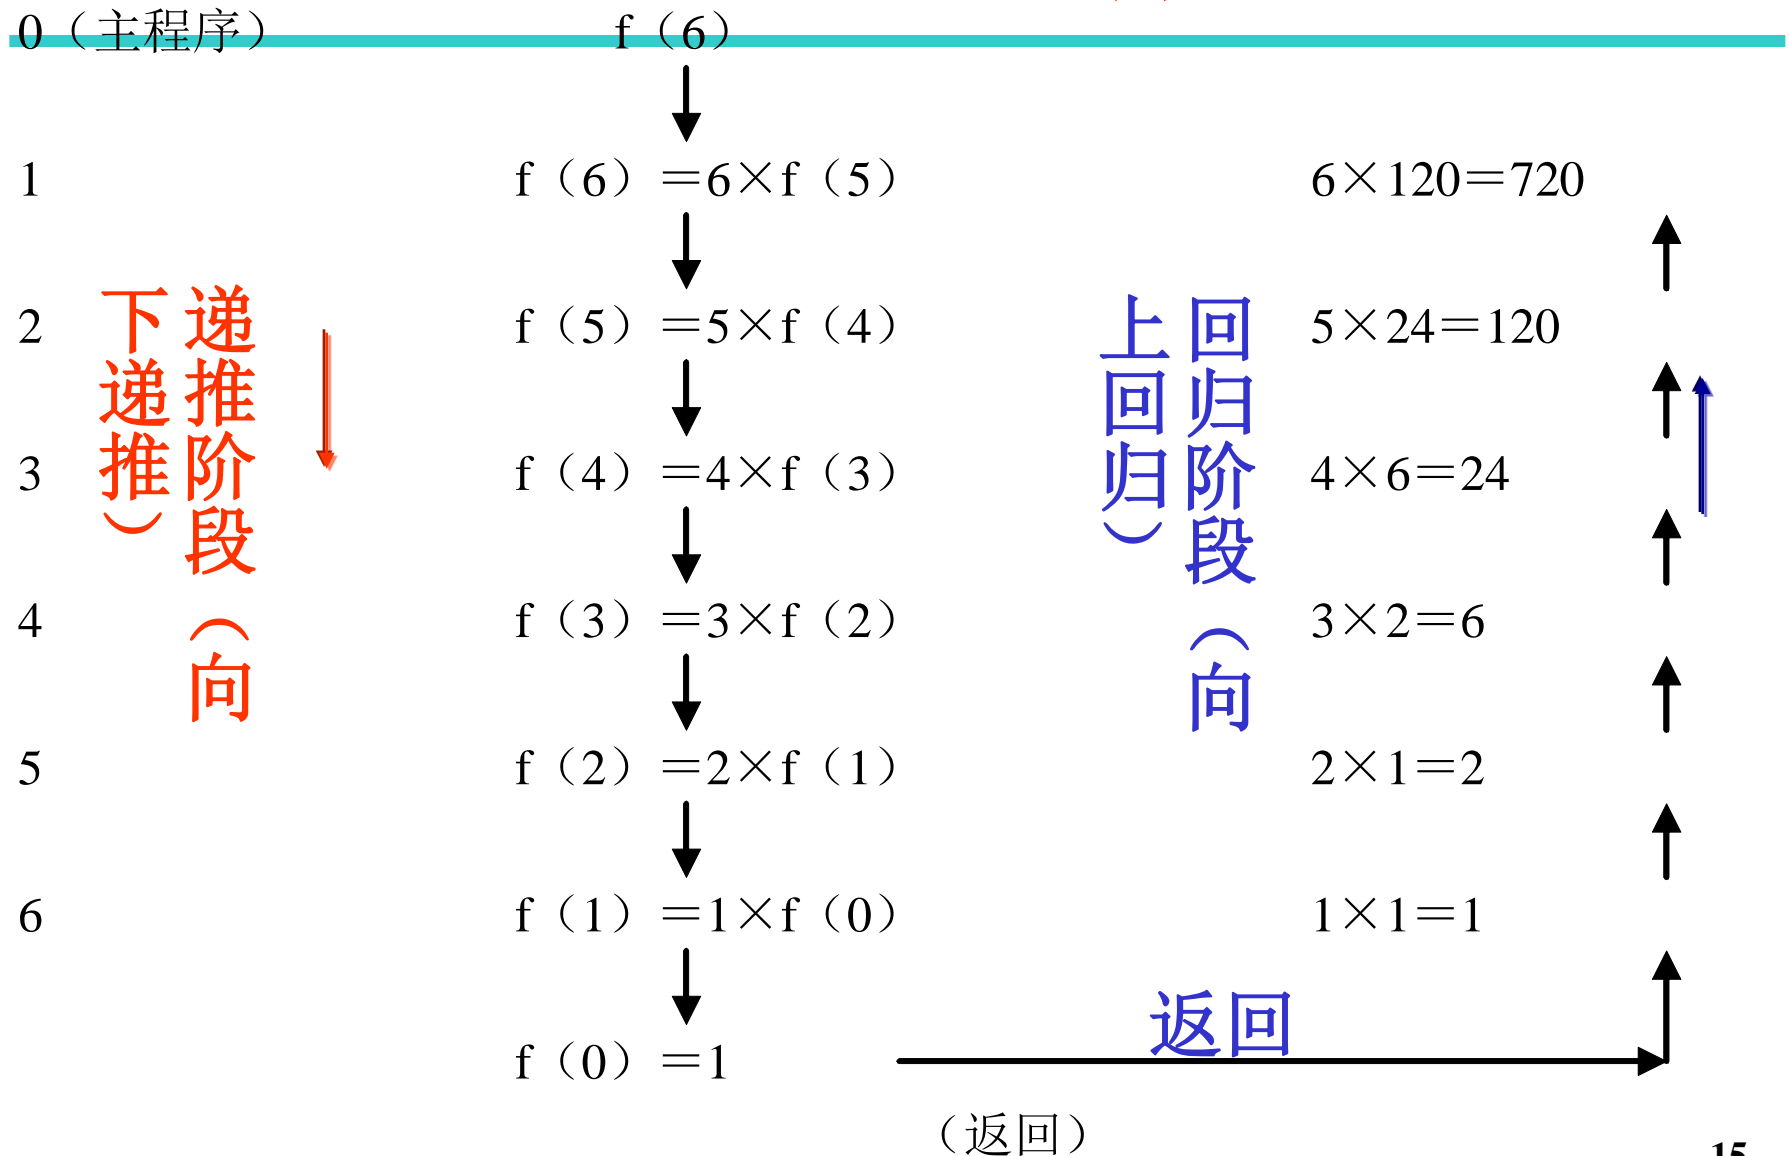 0（主程序）
f（6）
1
f（6）＝6×f（5）
6×120＝720
2
f（5）＝5×f（4）
5×24＝120
3
f（4）＝4×f（3）
4×6＝24
4
f（3）＝3×f（2）
3×2＝6
5
f（2）＝2×f（1）
2×1＝2
6
f（1）＝1×f（0）
1×1＝1
f（0）＝1
递推阶段（向
下递推）
回归阶段（向
上回归）
返回
（返回）
15